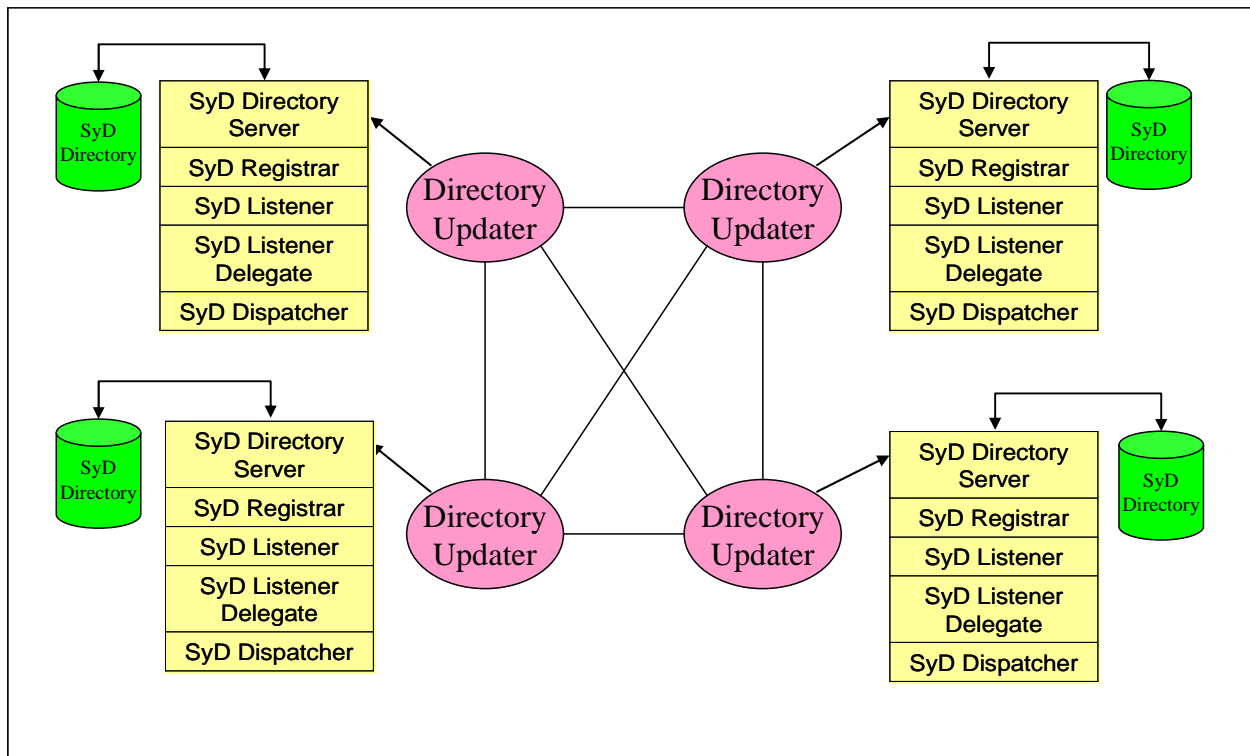 SyD
Directory
SyD Directory
Server
SyD Registrar
SyD Listener
SyD Listener
Delegate
SyD Dispatcher
Directory
Updater
Directory
Updater
SyD Directory
Server
SyD Registrar
SyD Listener
SyD Listener
Delegate
SyD Dispatcher
SyD
Directory
SyD
Directory
SyD Directory
Server
SyD Registrar
SyD Listener
SyD Listener
Delegate
SyD Dispatcher
Directory
Updater
Directory
Updater
SyD Directory
Server
SyD Registrar
SyD Listener
SyD Listener
Delegate
SyD Dispatcher
SyD
Directory